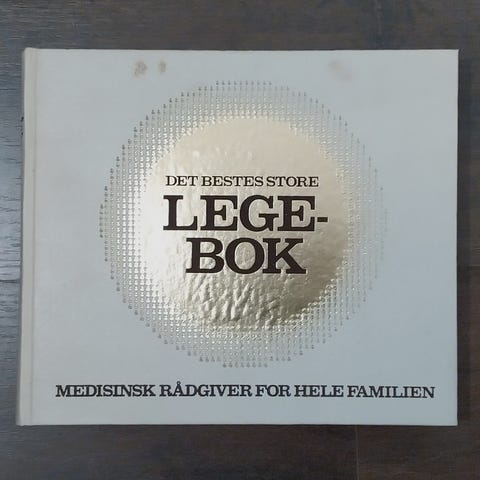 DET BESTES STORE
LEGE-
BOK
MEDISINSK RÅDGIVER FOR HELE FAMILIEN